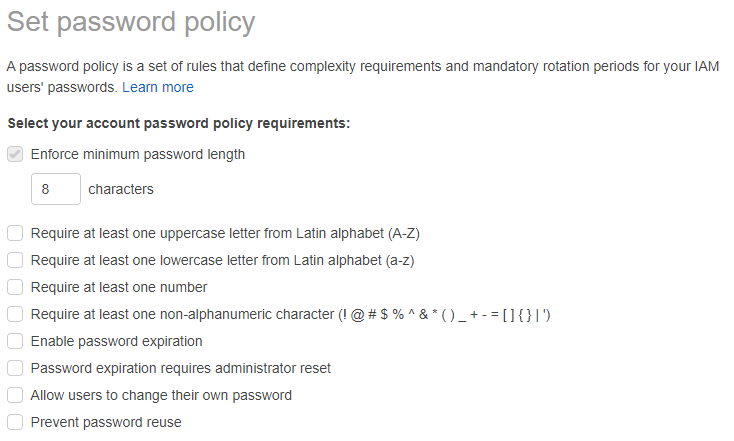 Set password policy
A password policy is a set of rules that define complexity requirements and mandatory rotation periods for your IAM
users' passwords. Learn more
Select your account password policy requirements:
Enforce minimum password length
8 characters
Require at least one uppercase letter from Latin alphabet (A-Z)
Require at least one lowercase letter from Latin alphabet (a-z)
Require at least one number
Require at least one non-alphanumeric character (! @ # $ % ^ & * ( ) _ + - = [ ] { } | ')
Enable password expiration
Password expiration requires administrator reset
Allow users to change their own password
Prevent password reuse